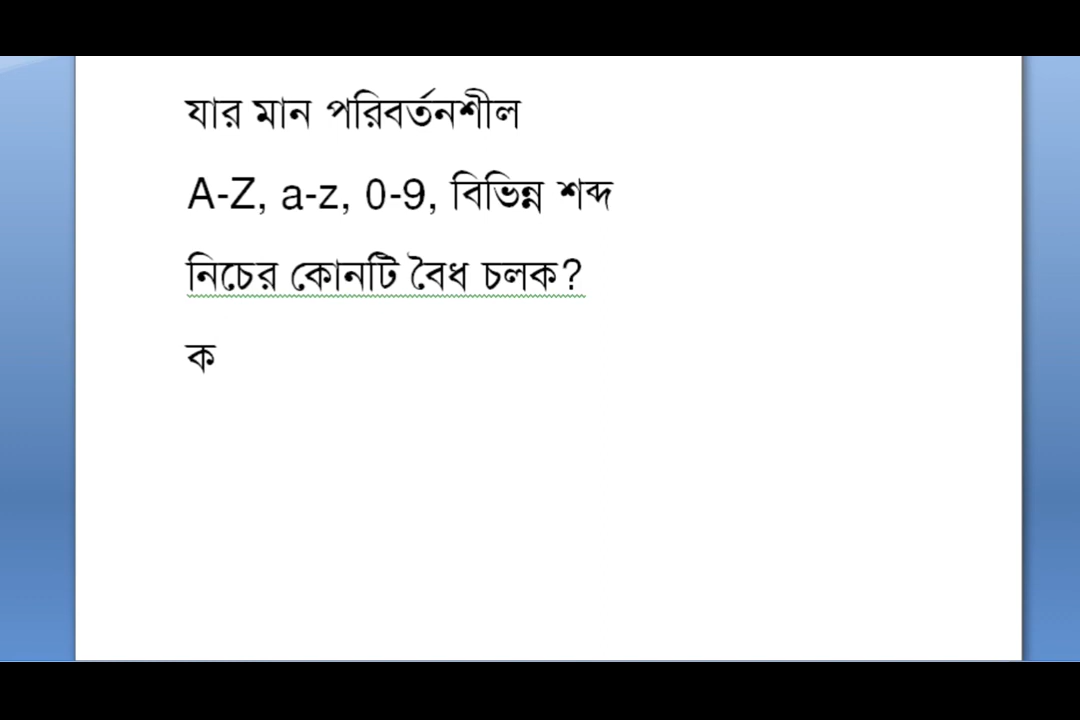 যার মান পরিবর্তনশীল
A-Z, a-z, 0-9, বিভিন্ন শব্দ
নিচের কোনটি বৈধ চলক?
ক